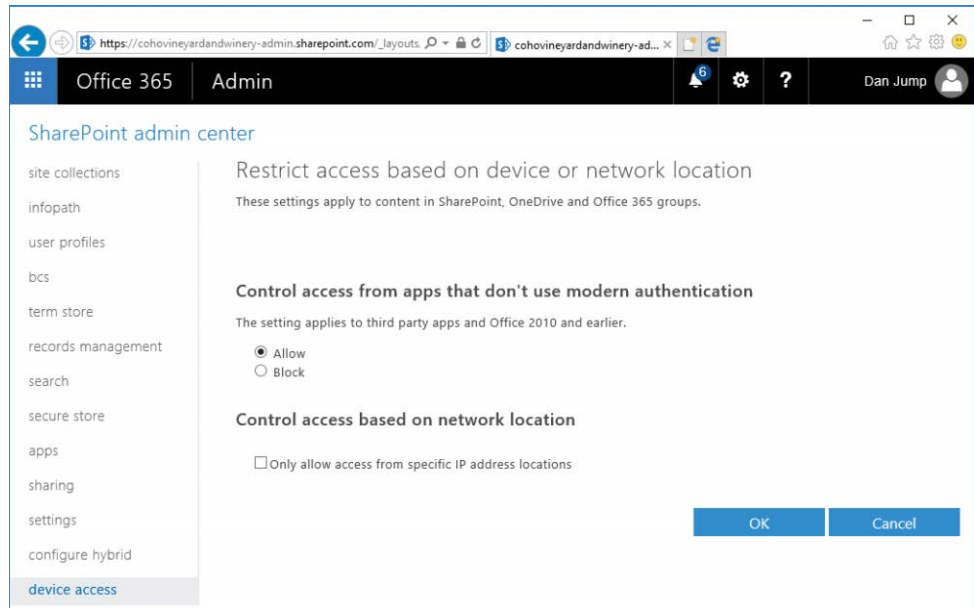 https://cohovineyardandwinery-admin.sharepoint.com/_layouts
cohovineyardandwinery-ad...
Office 365
Admin
6
?
Dan Jump
SharePoint admin center
site collections
infopath
user profiles
bcs
term store
records management
search
secure store
apps
sharing
settings
configure hybrid
device access
Restrict access based on device or network location
These settings apply to content in SharePoint, OneDrive and Office 365 groups.
Control access from apps that don't use modern authentication
The setting applies to third party apps and Office 2010 and earlier.
Allow
Block
Control access based on network location
Only allow access from specific IP address locations
OK
Cancel